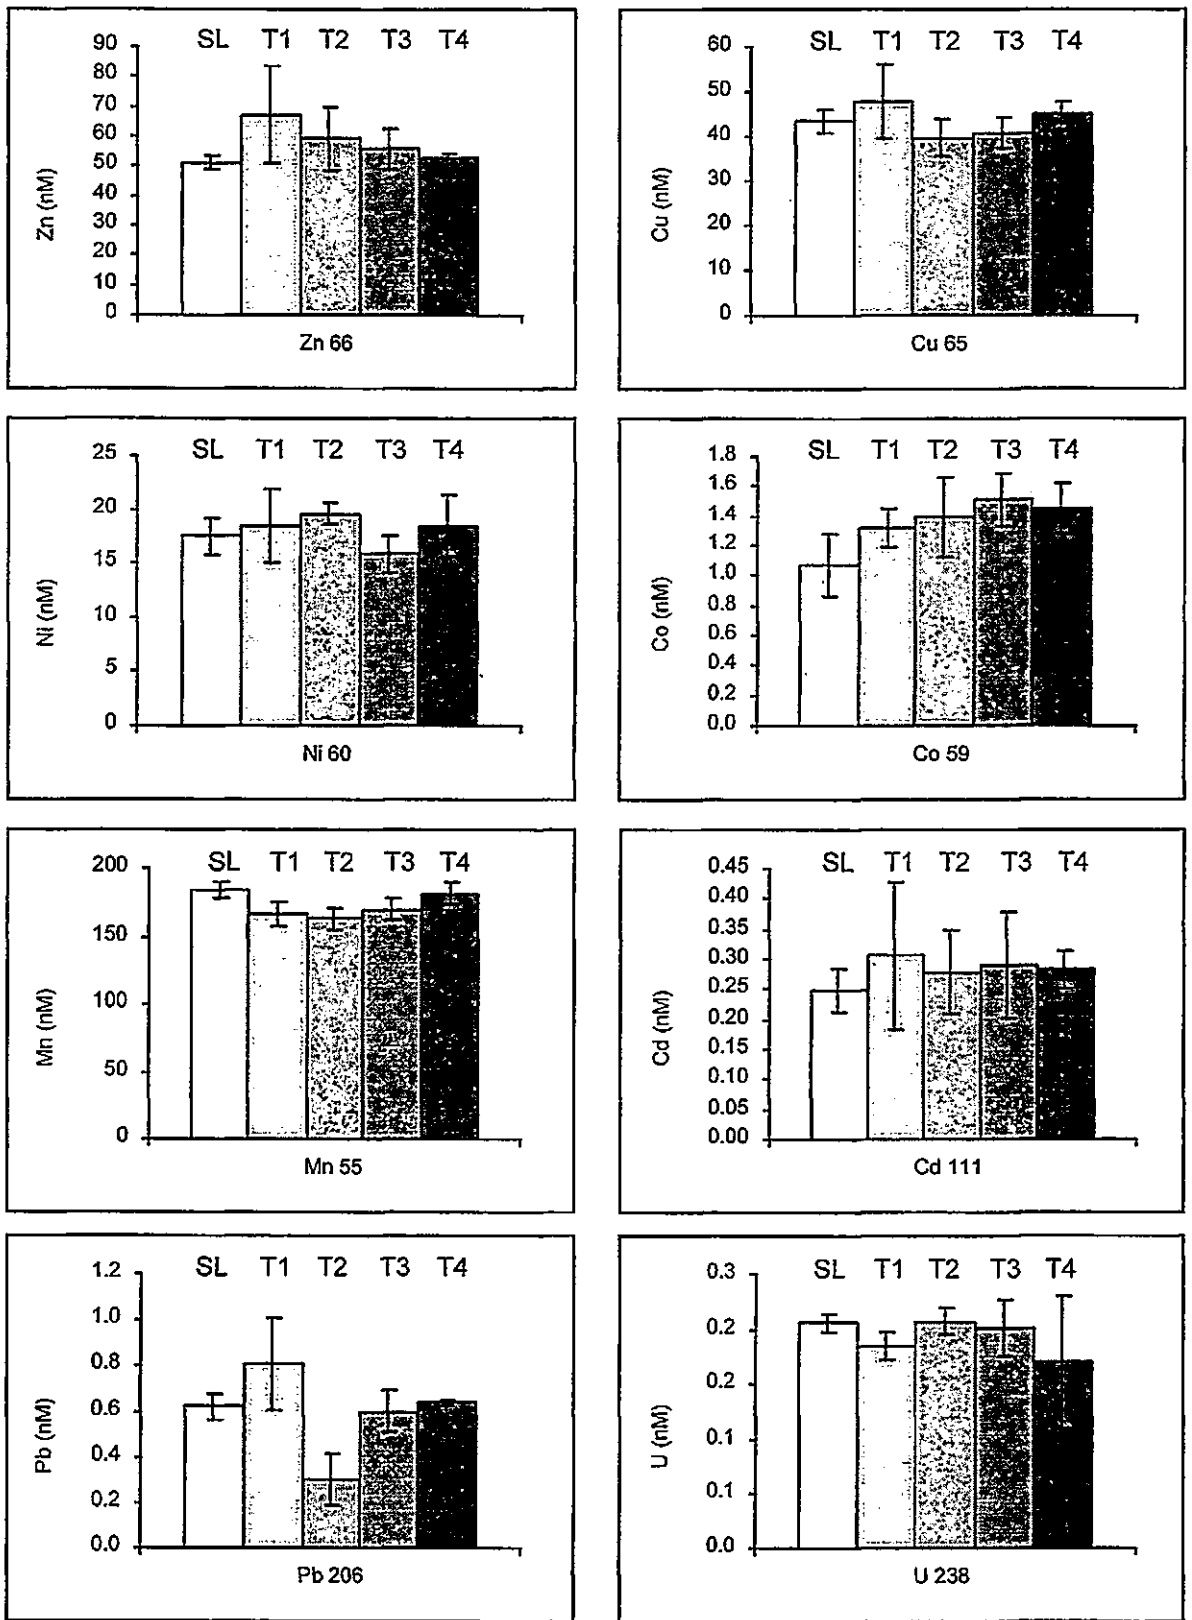 SL T1 T2 T3 T4
90
80
70
60
50
40
30
20
10
0
Zn (nM)
Zn 66
SL T1 T2 T3 T4
60
50
40
30
20
10
0
Cu (nM)
Cu 65
SL T1 T2 T3 T4
25
20
15
10
5
0
Ni (nM)
Ni 60
SL T1 T2 T3 T4
1.8
1.6
1.4
1.2
1.0
0.8
0.6
0.4
0.2
0.0
Co (nM)
Co 59
SL T1 T2 T3 T4
200
150
100
50
0
Mn (nM)
Mn 55
SL T1 T2 T3 T4
0.45
0.40
0.35
0.30
0.25
0.20
0.15
0.10
0.05
0.00
Cd (nM)
Cd 111
SL T1 T2 T3 T4
1.2
1.0
0.8
0.6
0.4
0.2
0.0
Pb (nM)
Pb 206
SL T1 T2 T3 T4
0.3
0.2
0.2
0.1
0.1
0.0
U (nM)
U 238